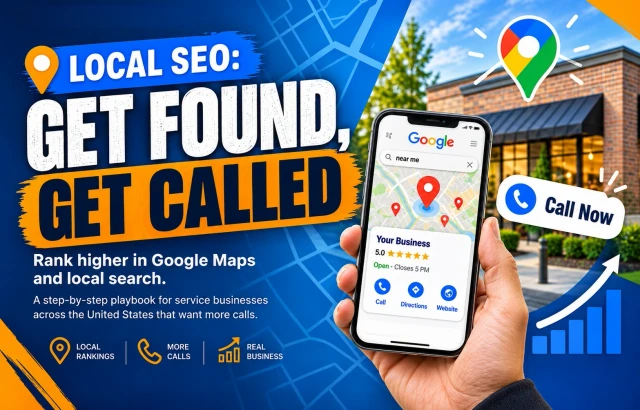 LOCAL SEO:
GET FOUND,
GET CALLED
Rank higher in Google Maps
and local search.
A step-by-step playbook for service businesses
across the United States that want more calls.
LOCAL
RANKINGS
MORE
CALLS
REAL
BUSINESS
Google
near me
Your Business
5.0
Open • Closes 5 PM
Call
Directions
Website
Call Now